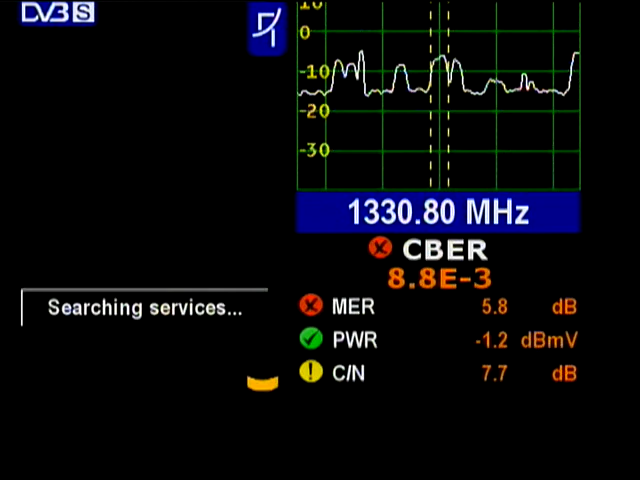 DVB S
10
0
-10
-20
-30
1330.80 MHz
CBER
8.8E-3
Searching services...
MER 5.8 dB
PWR -1.2 dBmV
C/N 7.7 dB